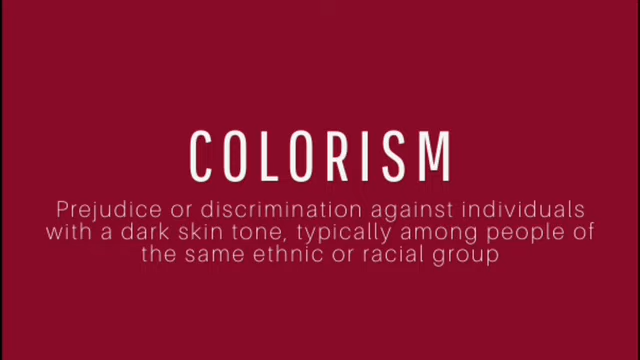 COLORISM
Prejudice or discrimination against individuals
with a dark skin tone, typically among people of
the same ethnic or racial group